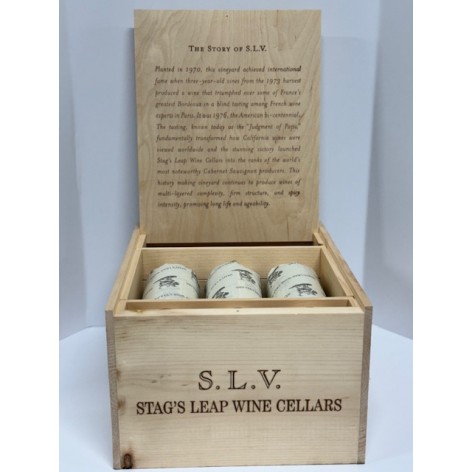 THE STORY OF S.L.V.
Planted in 1970, this vineyard achieved international
fame when three-year-old vines from the 1973 harvest
produced a wine that triumphed over some of France's
greatest Bordeaux in a blind tasting among French wine
experts in Paris. It was 1976, the American bi-centennial.
The tasting, known today as the "Judgment of Paris,"
fundamentally transformed how California wines were
viewed worldwide and the stunning victory launched
Stag's Leap Wine Cellars into the ranks of the world's
most noteworthy Cabernet Sauvignon producers. This
history making vineyard continues to produce wines of
multi-layered complexity, firm structure, and spicy
intensity, promising long life and ageability.
S.L.V.
STAG'S LEAP WINE CELLARS